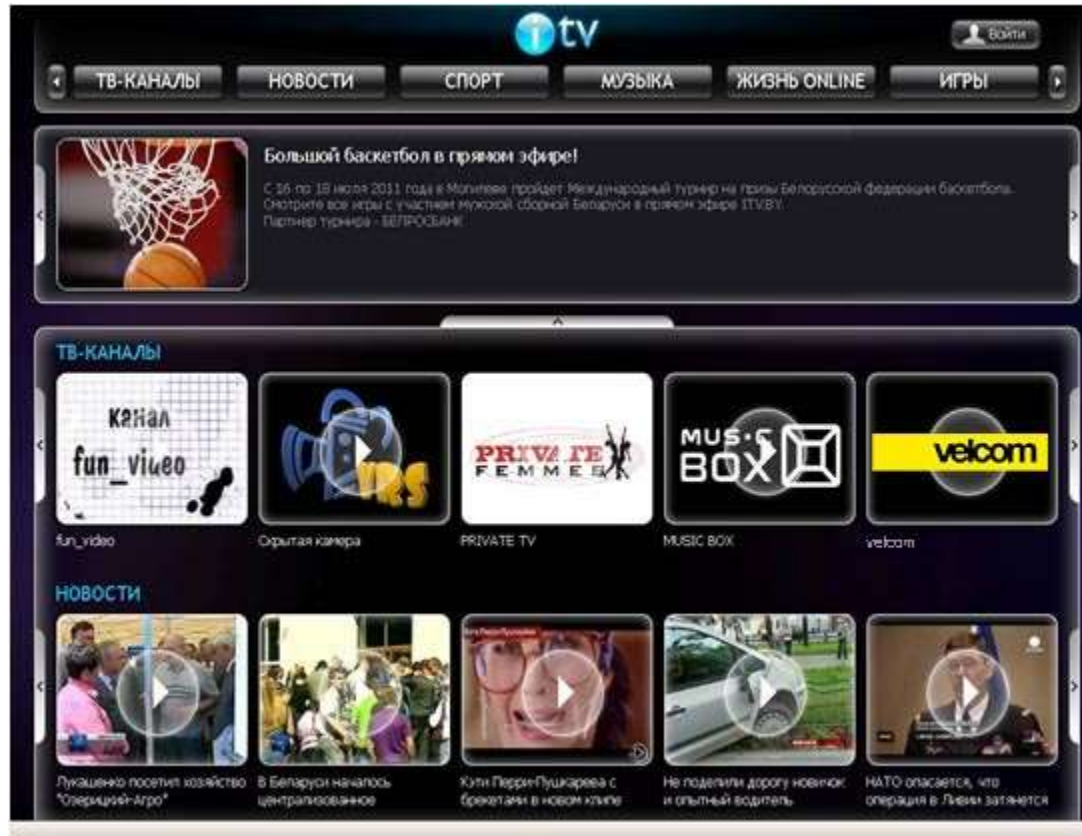 itv
Войти
ТВ-КАНАЛЫ
НОВОСТИ
СПОРТ
МУЗЫКА
ЖИЗНЬ ONLINE
ИГРЫ
Большой баскетбол в прямом эфире!
С 16 по 18 июля 2011 года в Могилеве пройдет Международный турнир на призы Белорусской федерации баскетбола.
Смотрите все игры с участием мужской сборной Беларуси в прямом эфире ITV.BY.
Партнер турнира - БЕЛПРОСБАНК
ТВ-КАНАЛЫ
канал
fun_video
PRIVATE
FEMMES
MUSIC
BOX
velcom
fun_video
Скрытая камера
PRIVATE TV
MUSIC BOX
velcom
НОВОСТИ
Лукашенко посетил хозяйство
"Озерицкий-Агро"
В Беларуси началось
централизованное
Кэти Перри-Пушкарева с
брекетами в новом клипе
Не поделили дорогу новичок
и опытный водитель
НАТО опасается, что
операция в Ливии затянется